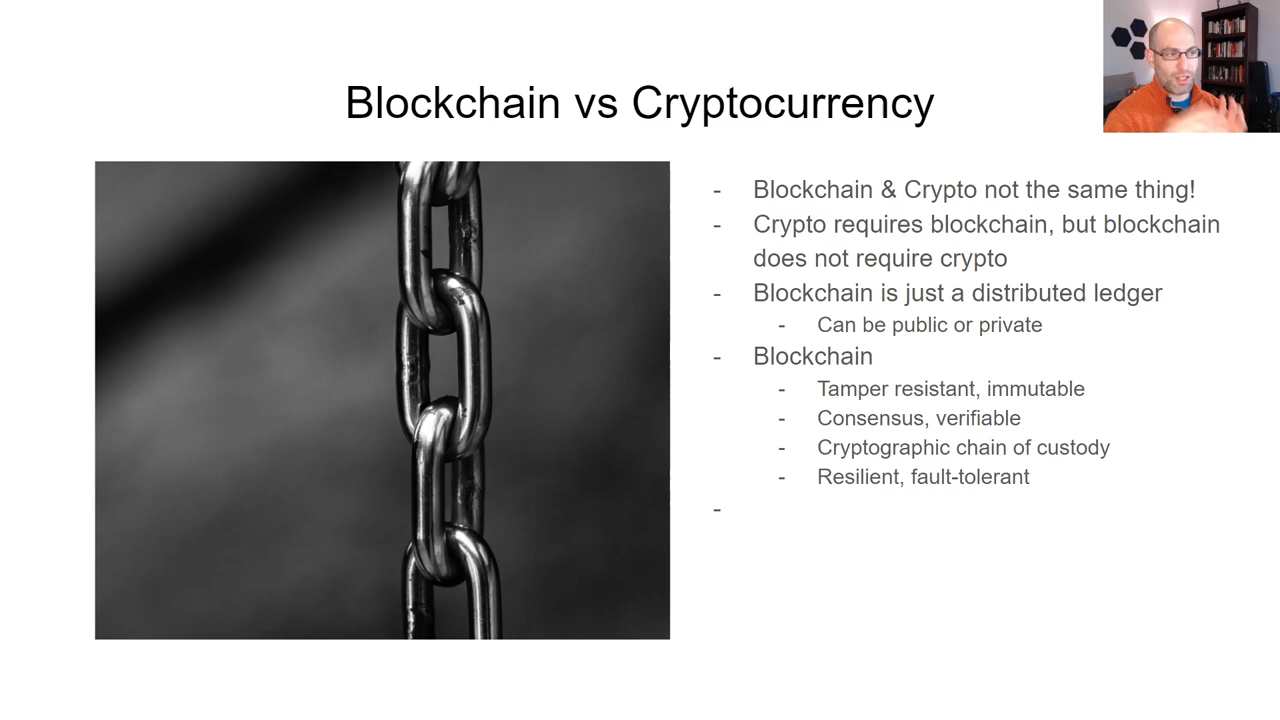 Blockchain vs Cryptocurrency
- Blockchain & Crypto not the same thing!
- Crypto requires blockchain, but blockchain
does not require crypto
- Blockchain is just a distributed ledger
- Can be public or private
- Blockchain
- Tamper resistant, immutable
- Consensus, verifiable
- Cryptographic chain of custody
- Resilient, fault-tolerant
-